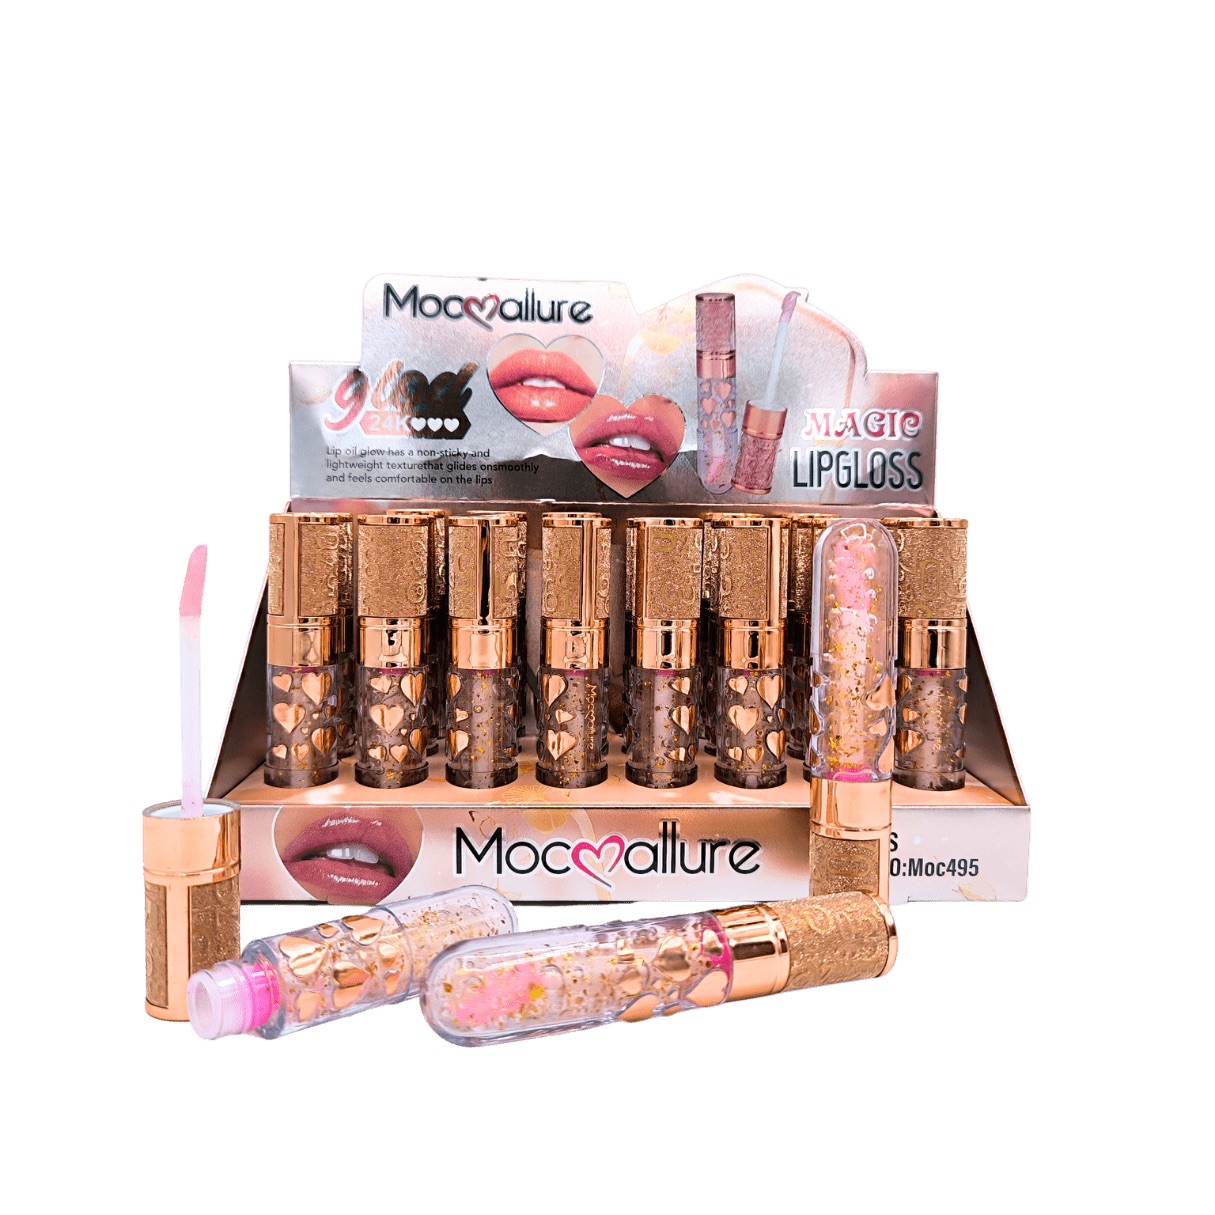 Mocallure
24K
Lip oil glow has a non-sticky and
lightweight texturethat glides onsmoothly
and feels comfortable on the lips
MAGIC
LIPGLOSS
Mocallure
Mocallure
S
O:Moc495